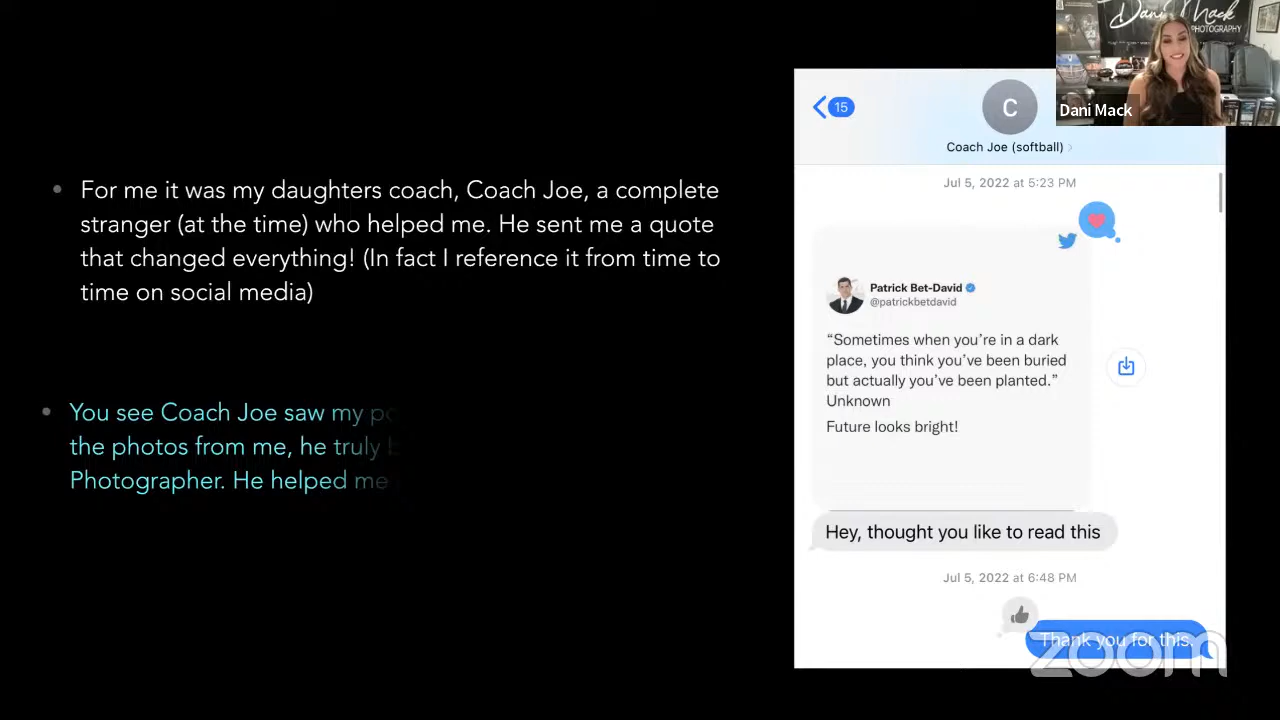 Dani Mack
PHOTOGRAPHY
Dani Mack
15
C
Coach Joe (softball)
Jul 5, 2022 at 5:23 PM
• For me it was my daughters coach, Coach Joe, a complete
stranger (at the time) who helped me. He sent me a quote
that changed everything! (In fact I reference it from time to
time on social media)
• You see Coach Joe saw my
the photos from me, he truly
Photographer. He helped me
Patrick Bet-David
@patrickbetdavid
“Sometimes when you’re in a dark
place, you think you’ve been buried
but actually you’ve been planted.”
Unknown
Future looks bright!
Hey, thought you like to read this
Jul 5, 2022 at 6:48 PM
Thank you for this.
zoom